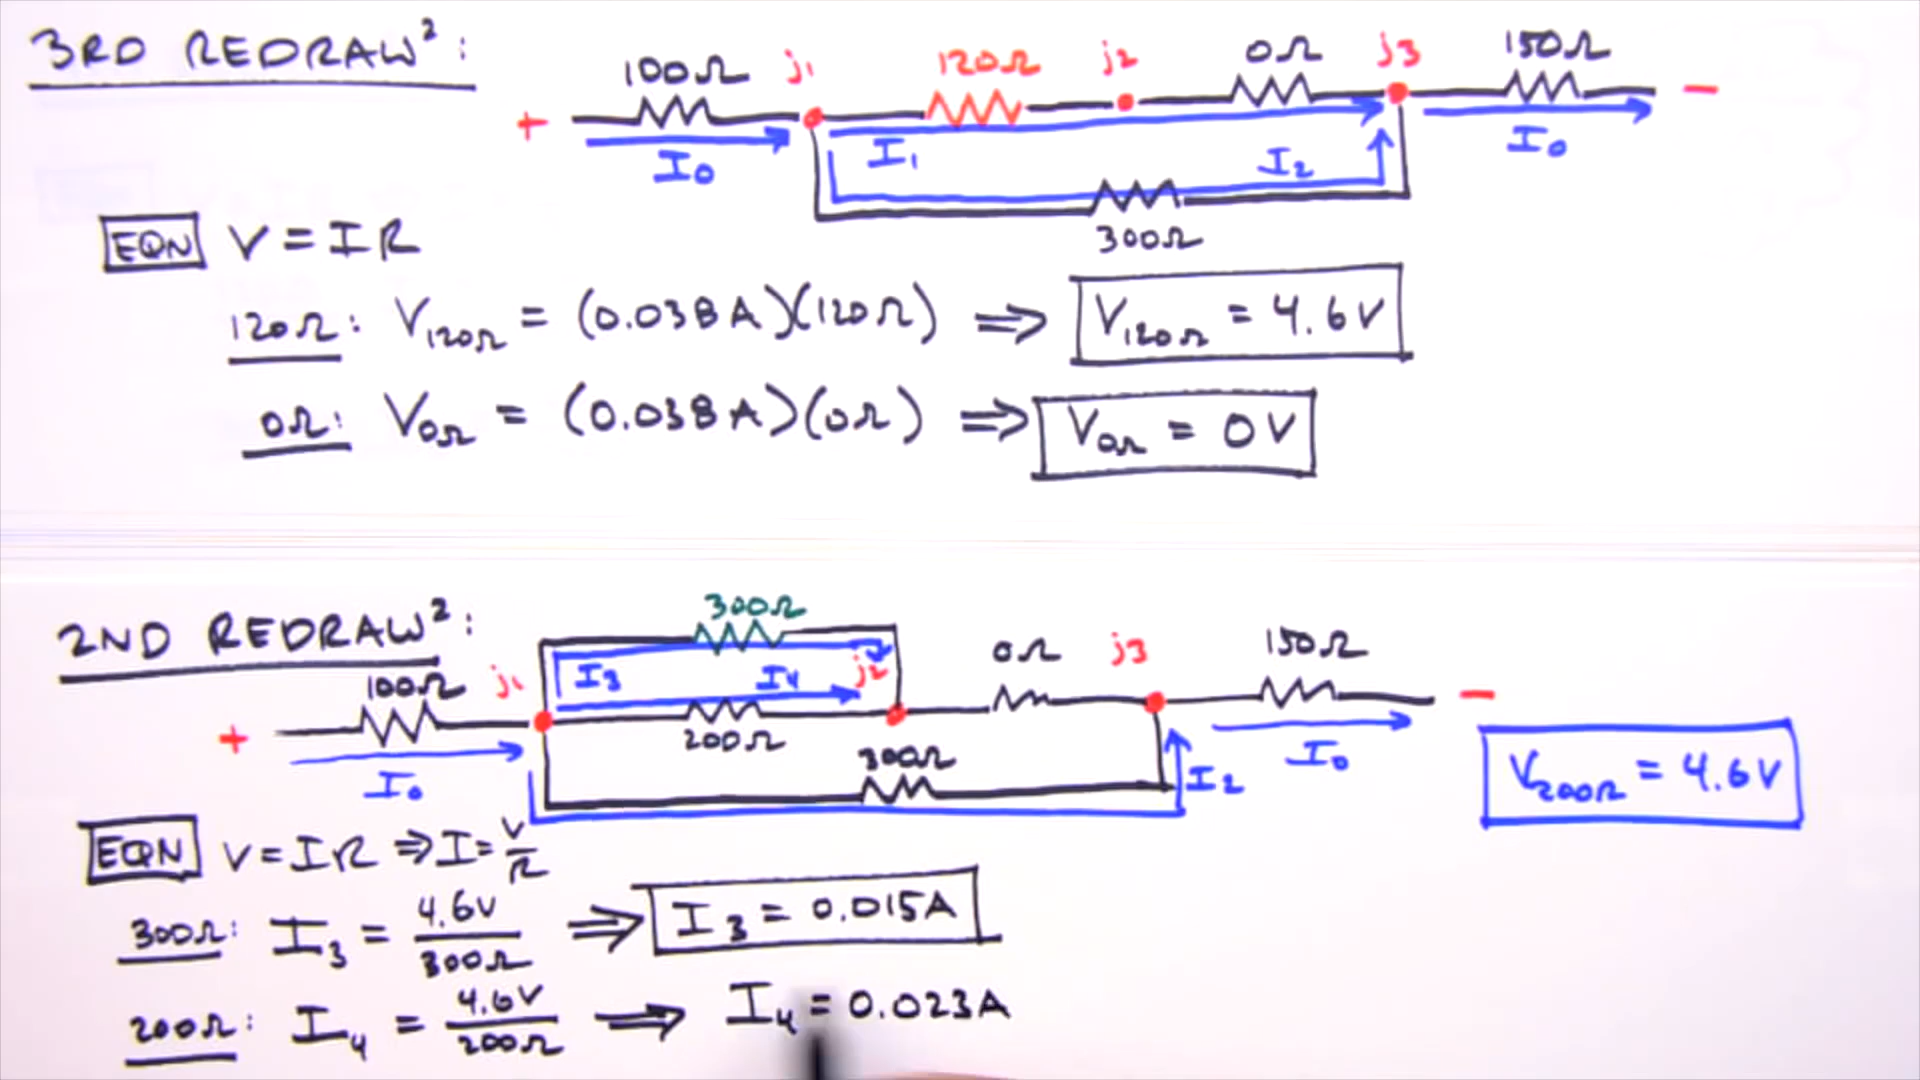 3RD REDRAW²:
100Ω j₁ 120Ω j₂ 0Ω j3 150Ω
+ −
I₀ I₁ I₂ I₀
300Ω
EQN V = IR
120Ω: V₁₂₀Ω = (0.038A)(120Ω) ⇒ V₁₂₀Ω = 4.6V
0Ω: V₀Ω = (0.038A)(0Ω) ⇒ V₀Ω = 0V
2ND REDRAW²:
300Ω
100Ω j₁ I₃ I₄ j₂ 0Ω j3 150Ω
+ −
200Ω
I₀ 300Ω I₂ I₀
V₂₀₀Ω = 4.6V
EQN V = IR ⇒ I = V/R
300Ω: I₃ = 4.6V/300Ω ⇒ I₃ = 0.015A
200Ω: I₄ = 4.6V/200Ω ⇒ I₄ = 0.023A